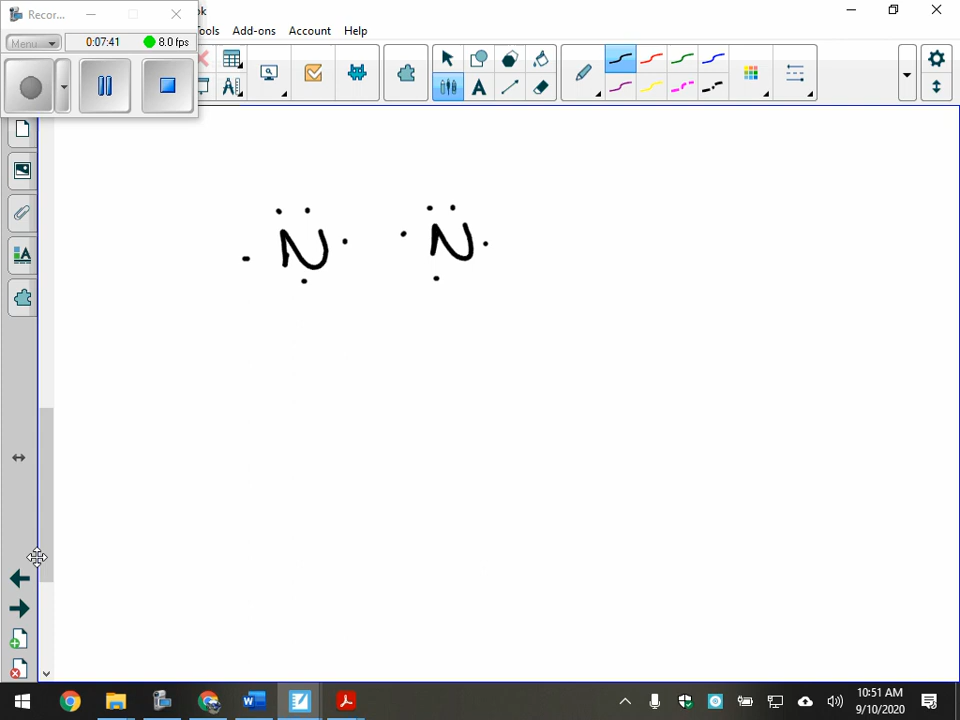 Recor...
ok
Menu
0:07:41
8.0 fps
ools
Add-ons
Account
Help
A
N N
10:51 AM
9/10/2020